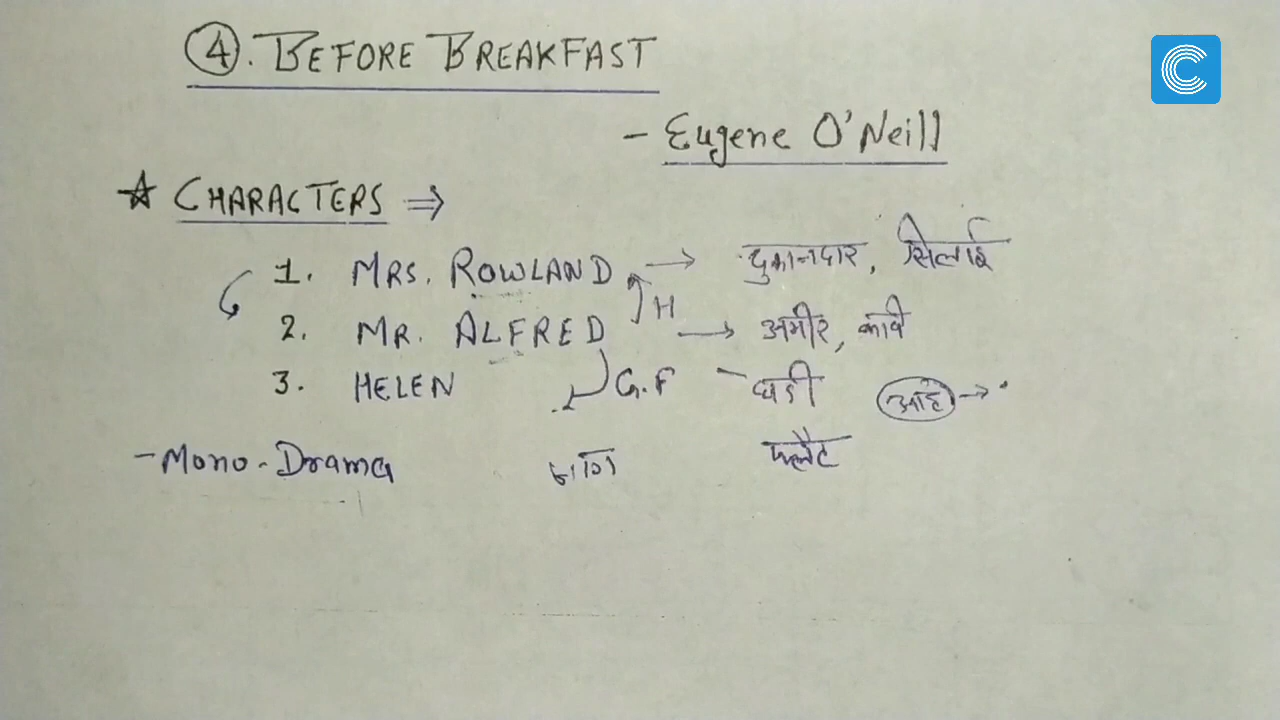 4. BEFORE BREAKFAST
- Eugene O'Neill
☆ CHARACTERS ⇒
1. MRS. ROWLAND → दुकानदार, सिलाई
H
2. MR. ALFRED → अमीर, कवि
3. HELEN G.F - घडी
- Mono-Drama फ्लैट